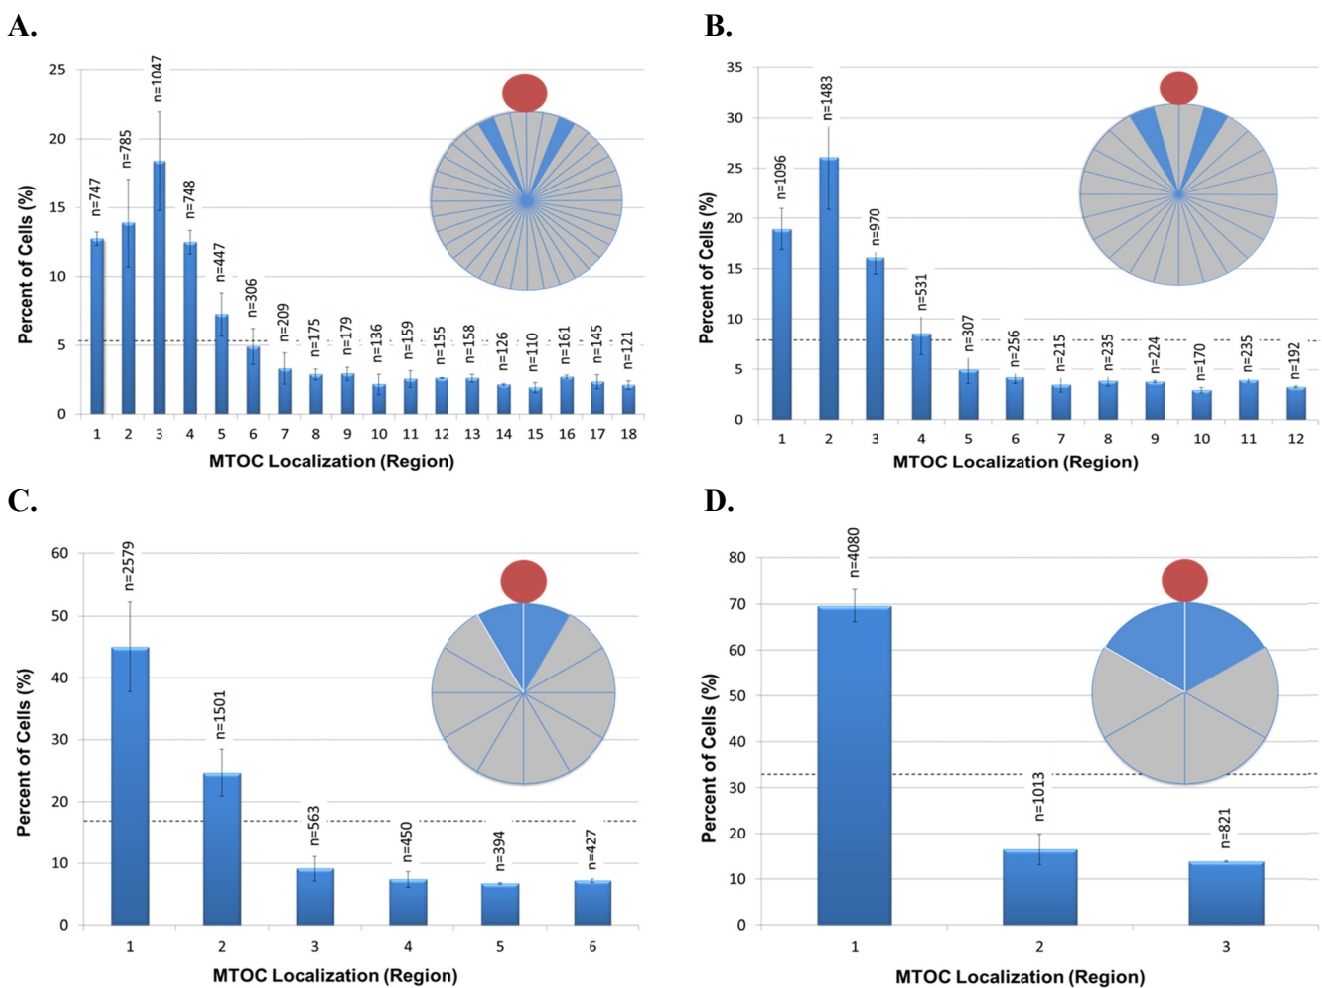 A.
Percent of Cells (%)
25
20
15
10
5
0
n=747
n=785
n=1047
n=748
n=447
n=306
n=209
n=175
n=179
n=136
n=159
n=155
n=158
n=126
n=110
n=161
n=145
n=121
1 2 3 4 5 6 7 8 9 10 11 12 13 14 15 16 17 18
MTOC Localization (Region)
B.
Percent of Cells (%)
35
30
25
20
15
10
5
0
n=1096
n=1483
n=970
n=531
n=307
n=256
n=215
n=235
n=224
n=170
n=235
n=192
1 2 3 4 5 6 7 8 9 10 11 12
MTOC Localization (Region)
C.
Percent of Cells (%)
60
50
40
30
20
10
0
n=2579
n=1501
n=563
n=450
n=394
n=427
1 2 3 4 5 6
MTOC Localization (Region)
D.
Percent of Cells (%)
80
70
60
50
40
30
20
10
0
n=4080
n=1013
n=821
1 2 3
MTOC Localization (Region)